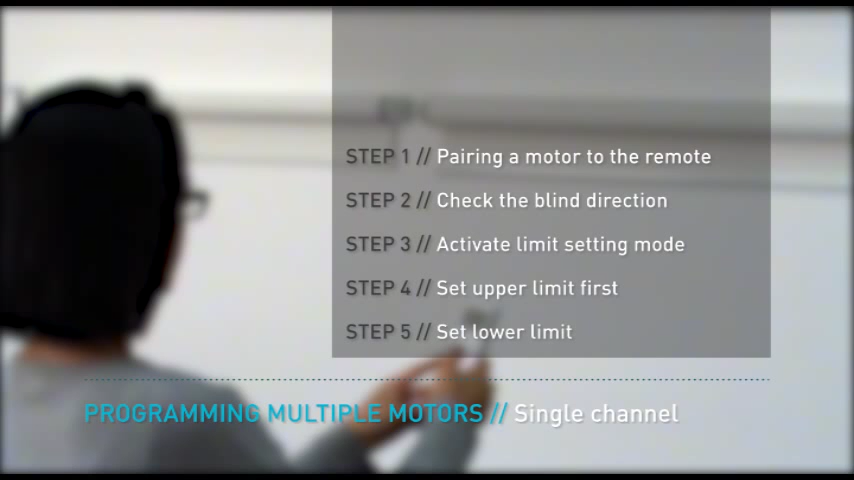 STEP 1 // Pairing a motor to the remote
STEP 2 // Check the blind direction
STEP 3 // Activate limit setting mode
STEP 4 // Set upper limit first
STEP 5 // Set lower limit
PROGRAMMING MULTIPLE MOTORS // Single channel